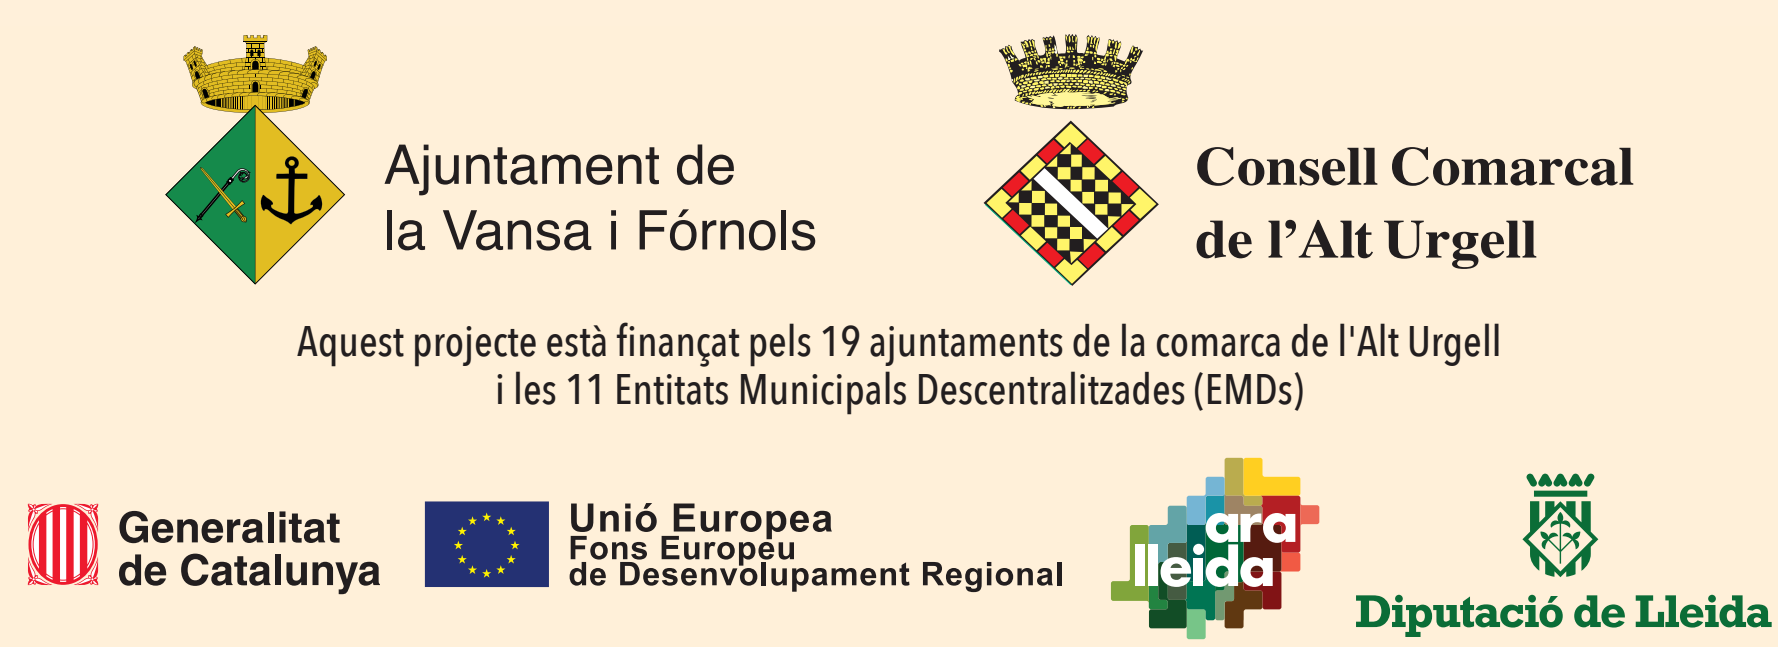 Ajuntament de
la Vansa i Fórnols
Consell Comarcal
de l'Alt Urgell
Aquest projecte està finançat pels 19 ajuntaments de la comarca de l'Alt Urgell
i les 11 Entitats Municipals Descentralitzades (EMDs)
Generalitat
de Catalunya
Unió Europea
Fons Europeu
de Desenvolupament Regional
ara
lleida
Diputació de Lleida